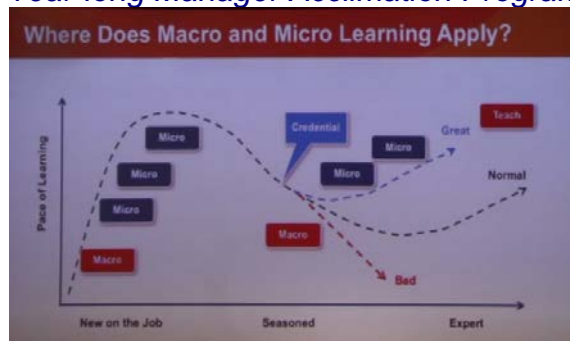 Where Does Macro and Micro Learning Apply?
Pace of Learning
Micro
Micro
Micro
Macro
Credential
Micro
Micro
Great
Teach
Normal
Macro
Bad
New on the Job
Seasoned
Expert